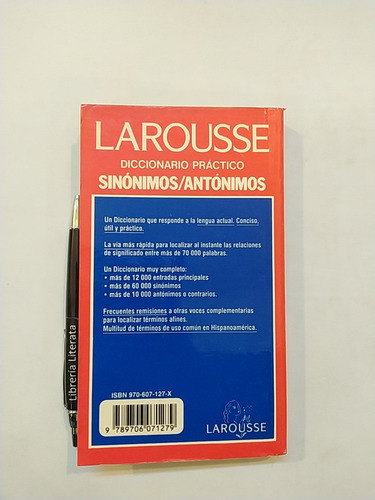 LAROUSSE
DICCIONARIO PRÁCTICO
SINÓNIMOS/ANTÓNIMOS
Un Diccionario que responde a la lengua actual. Conciso,
útil y práctico.
La vía más rápida para localizar al instante las relaciones
de significado entre más de 70 000 palabras.
Un Diccionario muy completo:
• más de 12 000 entradas principales
• más de 60 000 sinónimos
• más de 10 000 antónimos o contrarios.
Frecuentes remisiones a otras voces complementarias
para localizar términos afines.
Multitud de términos de uso común en Hispanoamérica.
ISBN 970-607-127-X
9 789706 071279
LAROUSSE
Librería Literata